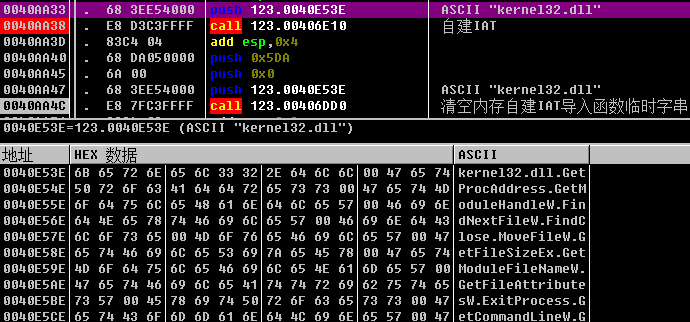 0040AA33 . 68 3EE54000 push 123.0040E53E ASCII "kernel32.dll"
0040AA38 . E8 D3C3FFFF call 123.00406E10 自建IAT
0040AA3D . 83C4 04 add esp,0x4
0040AA40 . 68 DA050000 push 0x5DA
0040AA45 . 6A 00 push 0x0
0040AA47 . 68 3EE54000 push 123.0040E53E ASCII "kernel32.dll"
0040AA4C . E8 7FC3FFFF call 123.00406DD0 清空内存自建IAT导入函数临时字串
0040E53E=123.0040E53E (ASCII "kernel32.dll")
地址 HEX 数据 ASCII
0040E53E 6B 65 72 6E 65 6C 33 32 2E 64 6C 6C 00 47 65 74 kernel32.dll.Get
0040E54E 50 72 6F 63 41 64 64 72 65 73 73 00 47 65 74 4D ProcAddress.GetM
0040E55E 6F 64 75 6C 65 48 61 6E 64 6C 65 57 00 46 69 6E oduleHandleW.Fin
0040E56E 64 4E 65 78 74 46 69 6C 65 57 00 46 69 6E 64 43 dNextFileW.FindC
0040E57E 6C 6F 73 65 00 4D 6F 76 65 46 69 6C 65 57 00 47 lose.MoveFileW.G
0040E58E 65 74 46 69 6C 65 53 69 7A 65 45 78 00 47 65 74 etFileSizeEx.Get
0040E59E 4D 6F 64 75 6C 65 46 69 6C 65 4E 61 6D 65 57 00 ModuleFileNameW.
0040E5AE 47 65 74 46 69 6C 65 41 74 74 72 69 62 75 74 65 GetFileAttribute
0040E5BE 73 57 00 45 78 69 74 50 72 6F 63 65 73 73 00 47 sW.ExitProcess.G
0040E5CE 65 74 43 6F 6D 6D 61 6E 64 4C 69 6E 65 57 00 47 etCommandLineW.G